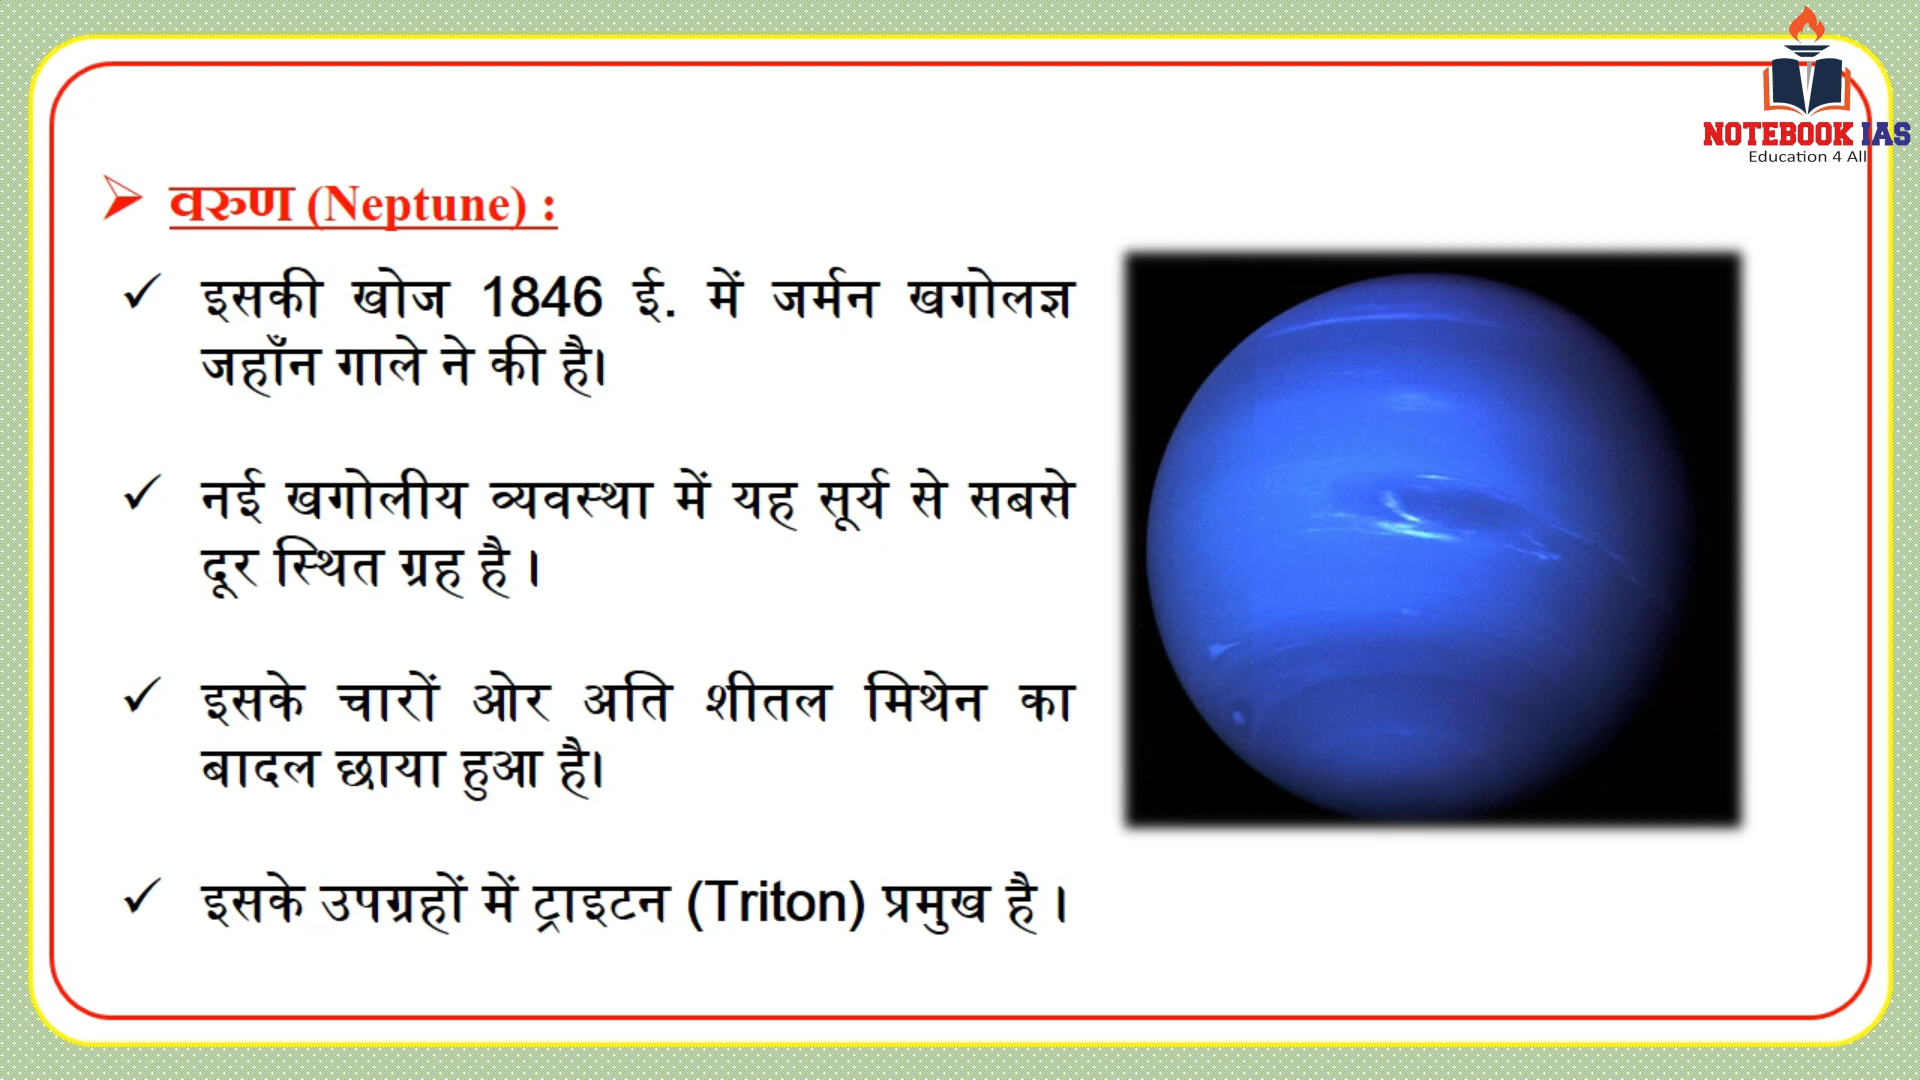 NOTEBOOK IAS
Education 4 All
वरुण (Neptune) :
इसकी खोज 1846 ई. में जर्मन खगोलज्ञ
जहाँन गाले ने की है।
नई खगोलीय व्यवस्था में यह सूर्य से सबसे
दूर स्थित ग्रह है ।
इसके चारों ओर अति शीतल मिथेन का
बादल छाया हुआ है।
इसके उपग्रहों में ट्राइटन (Triton) प्रमुख है ।